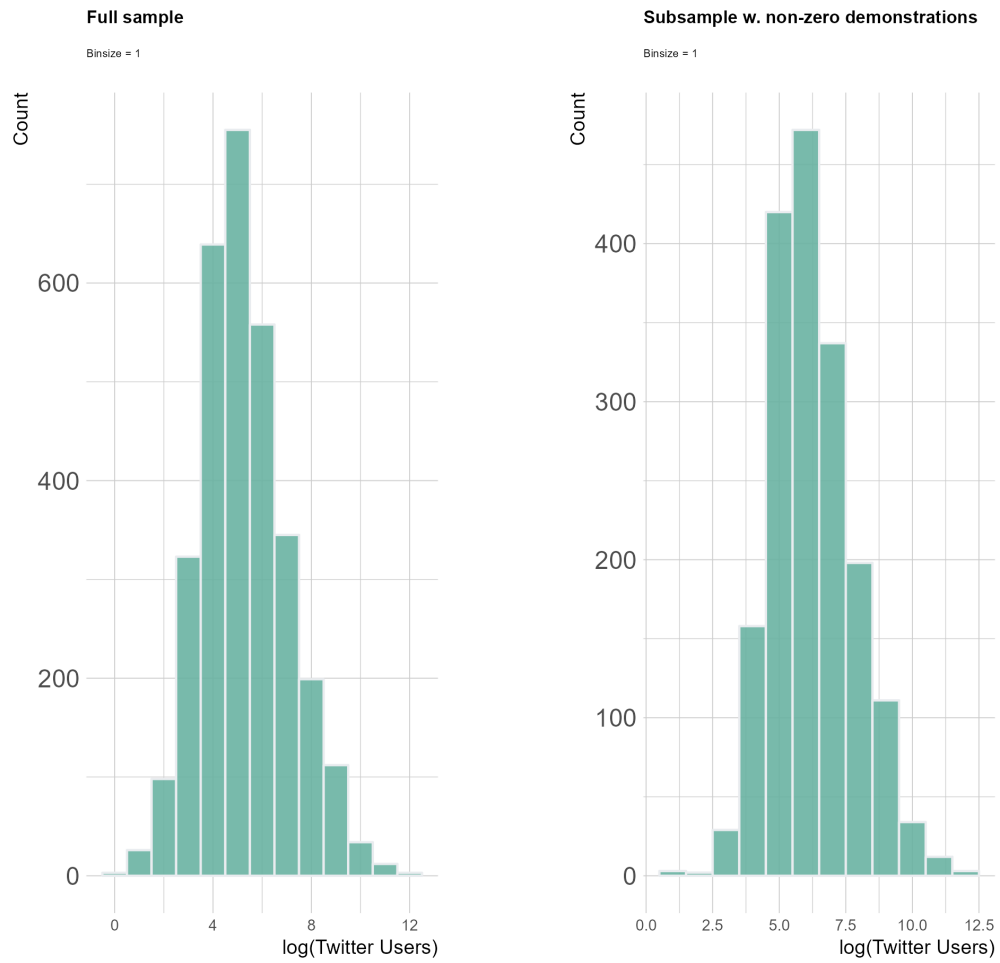 Full sample
Binsize = 1
Count
600
400
200
0
0 4 8 12
log(Twitter Users)
Subsample w. non-zero demonstrations
Binsize = 1
Count
400
300
200
100
0
0.0 2.5 5.0 7.5 10.0 12.5
log(Twitter Users)